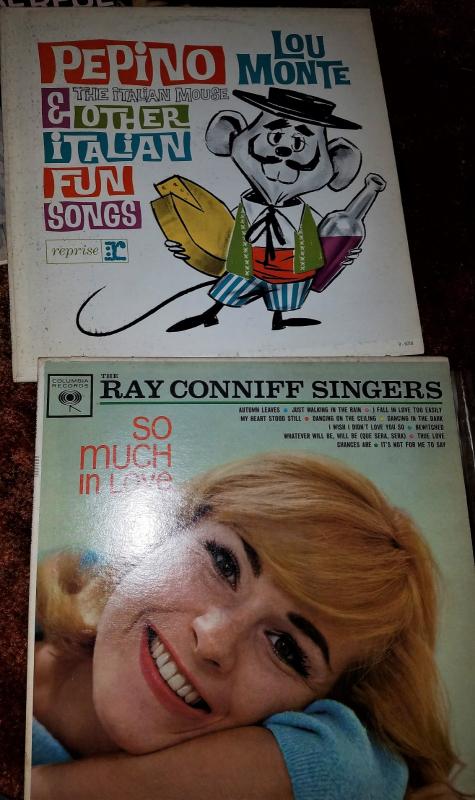 LOU
MONTE
PEPINO
THE ITALIAN MOUSE
& OTHER
ITALIAN
FUN
SONGS
reprise r:
COLUMBIA
RECORDS
THE
RAY CONNIFF SINGERS
AUTUMN LEAVES • JUST WALKING IN THE RAIN • I FALL IN LOVE TOO EASILY
MY HEART STOOD STILL • DANCING ON THE CEILING • DANCING IN THE DARK
I WISH I DIDN'T LOVE YOU SO • BEWITCHED
WHATEVER WILL BE, WILL BE (QUE SERA, SERA) • TRUE LOVE
CHANCES ARE • IT'S NOT FOR ME TO SAY
SO
MUCH
IN LOVE